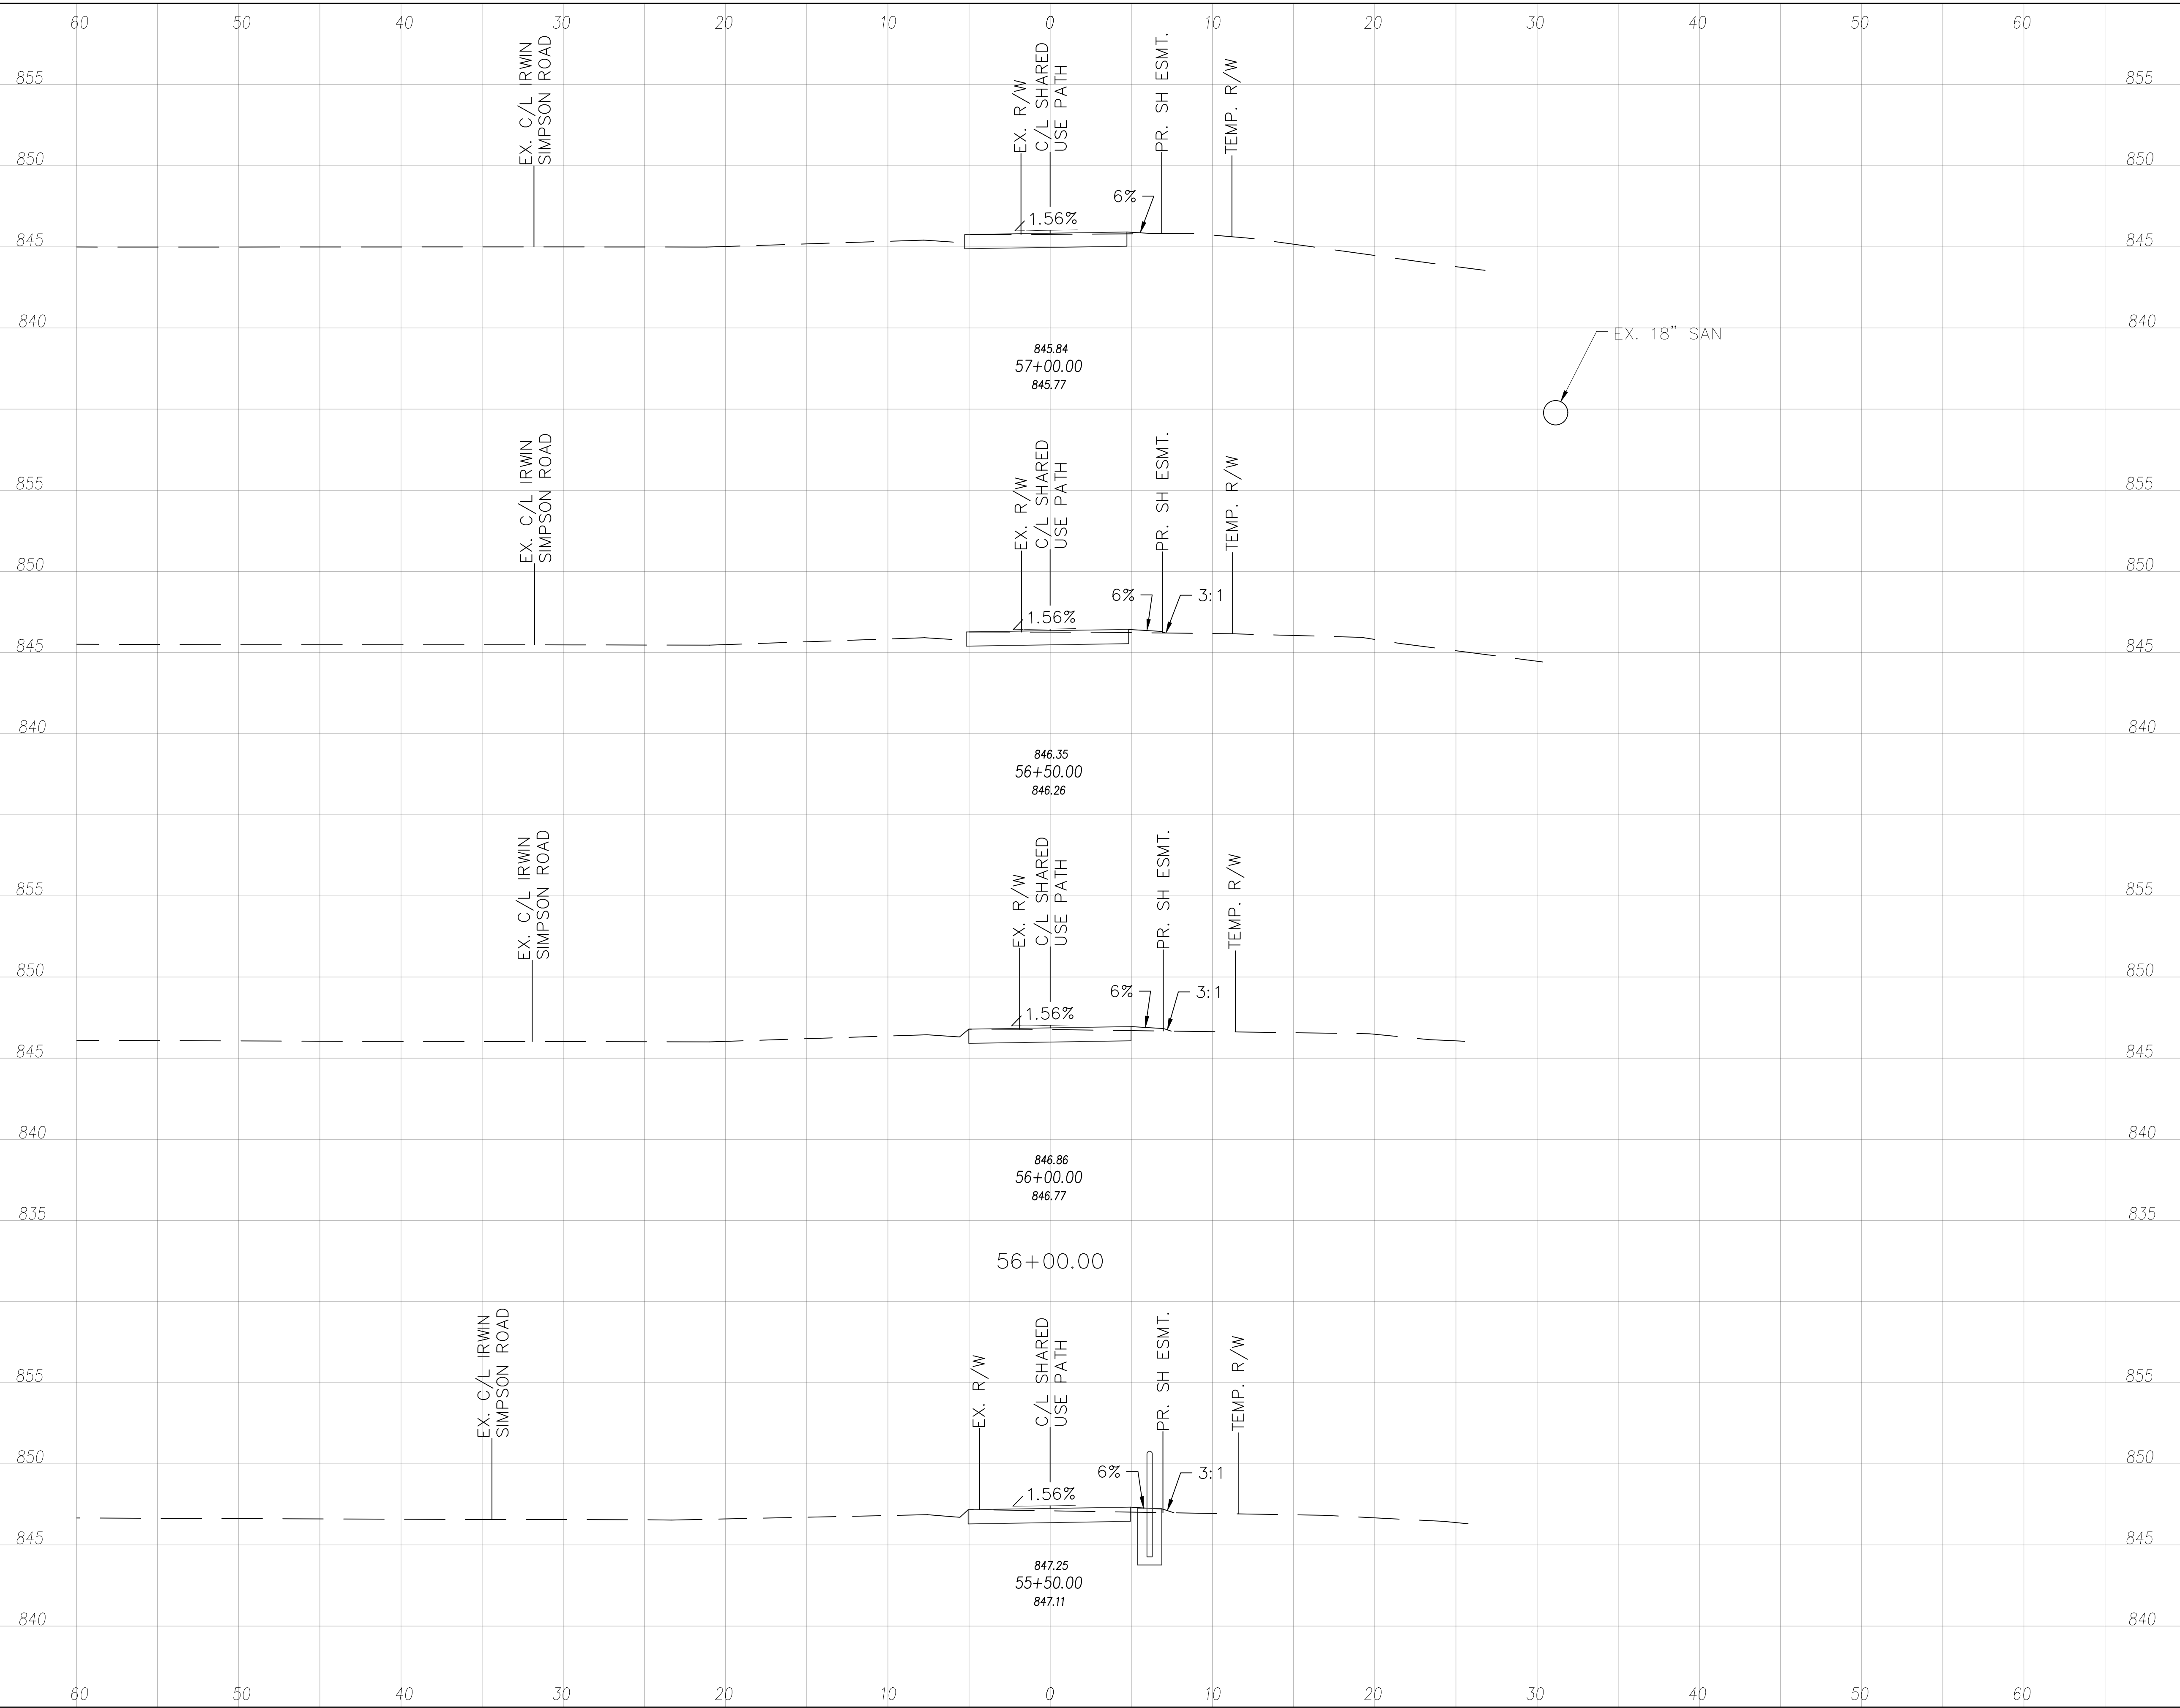 60 50 40 30 20 10 0 10 20 30 40 50 60
EX. C/L IRWIN
SIMPSON ROAD
EX. R/W
C/L SHARED
USE PATH
PR. SH ESMT.
TEMP. R/W
855 855
850 850
6%
1.56%
845 845
840 840
EX. 18" SAN
845.84
57+00.00
845.77
EX. C/L IRWIN
SIMPSON ROAD
EX. R/W
C/L SHARED
USE PATH
PR. SH ESMT.
TEMP. R/W
855 855
850 850
6% 3:1
1.56%
845 845
840 840
846.35
56+50.00
846.26
EX. C/L IRWIN
SIMPSON ROAD
EX. R/W
C/L SHARED
USE PATH
PR. SH ESMT.
TEMP. R/W
855 855
850 850
6% 3:1
1.56%
845 845
840 840
846.86
56+00.00
846.77
835 835
56+00.00
EX. C/L IRWIN
SIMPSON ROAD
EX. R/W
C/L SHARED
USE PATH
PR. SH ESMT.
TEMP. R/W
855 855
850 850
6% 3:1
1.56%
845 845
847.25
55+50.00
847.11
840 840
60 50 40 30 20 10 0 10 20 30 40 50 60